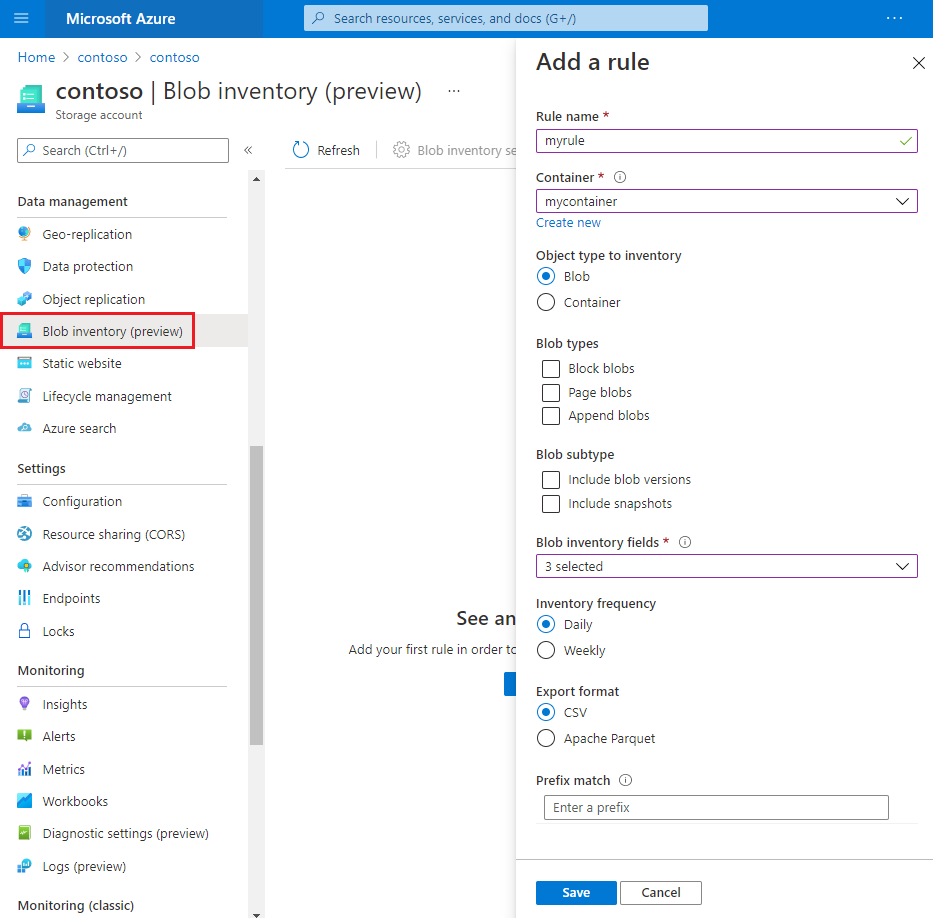 Microsoft Azure
Search resources, services, and docs (G+/)
...
Home > contoso > contoso
contoso | Blob inventory (preview) ...
Storage account
Search (Ctrl+/)
«
Refresh
Blob inventory se
Data management
Geo-replication
Data protection
Object replication
Blob inventory (preview)
Static website
Lifecycle management
Azure search
Settings
Configuration
Resource sharing (CORS)
Advisor recommendations
Endpoints
Locks
Monitoring
Insights
Alerts
Metrics
Workbooks
Diagnostic settings (preview)
Logs (preview)
Monitoring (classic)
See an
Add your first rule in order to
Add a rule
Rule name *
myrule
Container *
mycontainer
Create new
Object type to inventory
Blob
Container
Blob types
Block blobs
Page blobs
Append blobs
Blob subtype
Include blob versions
Include snapshots
Blob inventory fields *
3 selected
Inventory frequency
Daily
Weekly
Export format
CSV
Apache Parquet
Prefix match
Enter a prefix
Save
Cancel